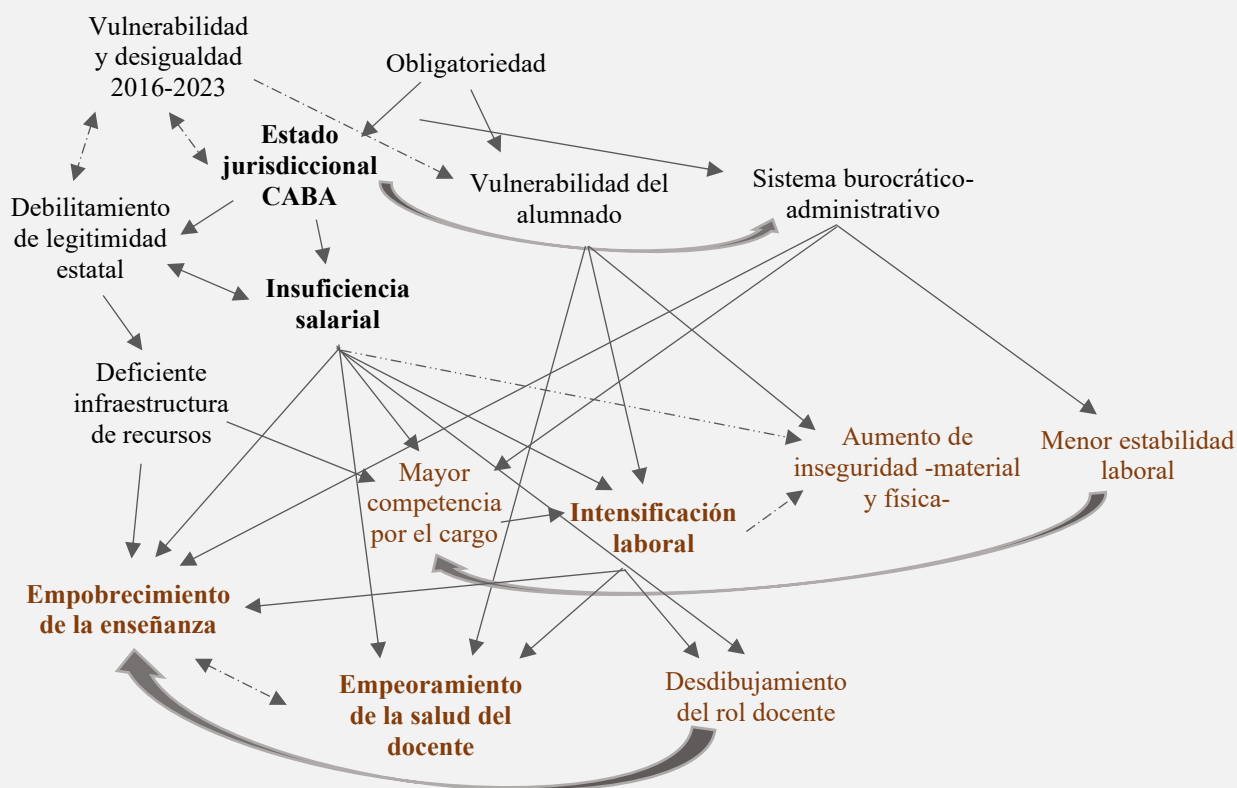 Vulnerabilidad
y desigualdad
2016-2023
Obligatoriedad
Estado
jurisdiccional
CABA
Vulnerabilidad del
alumnado
Sistema burocrático-
administrativo
Debilitamiento
de legitimidad
estatal
Insuficiencia
salarial
Deficiente
infraestructura
de recursos
Mayor
competencia
por el cargo
Intensificación
laboral
Aumento de
inseguridad -material
y física-
Menor estabilidad
laboral
Empobrecimiento
de la enseñanza
Empeoramiento
de la salud del
docente
Desdibujamiento
del rol docente